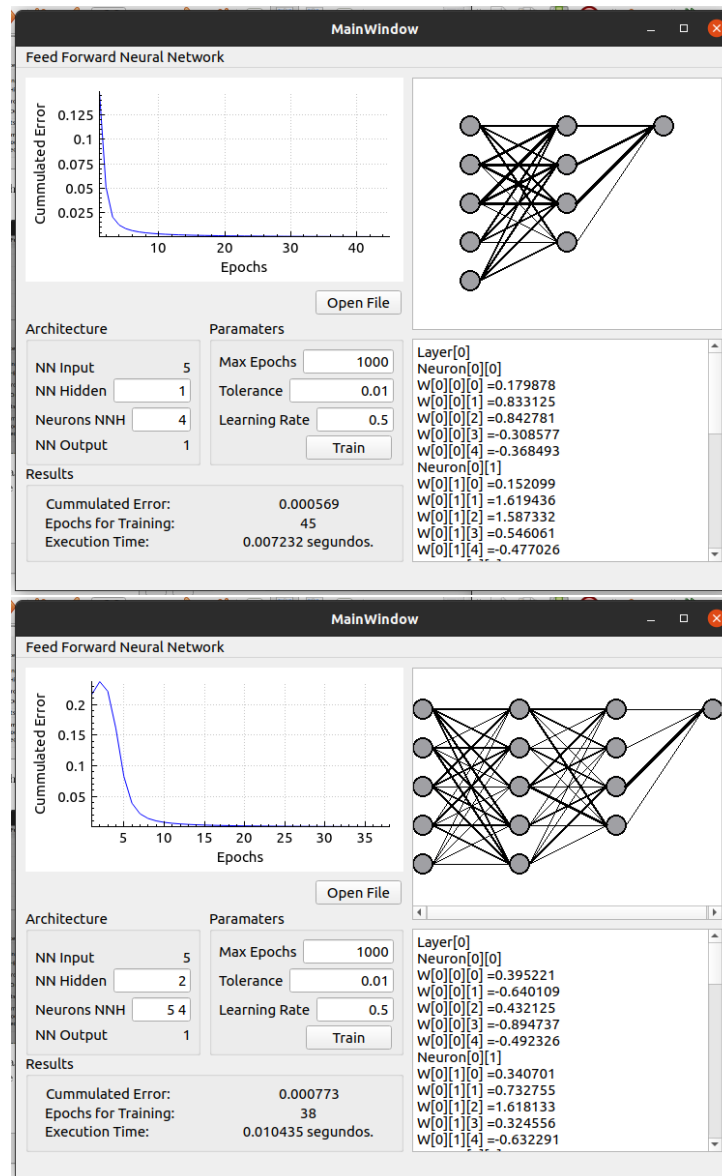 MainWindow
Feed Forward Neural Network
Cummulated Error
0.125
0.1
0.075
0.05
0.025
10 20 30 40
Epochs
Open File
Architecture
NN Input 5
NN Hidden 1
Neurons NNH 4
NN Output 1
Paramaters
Max Epochs 1000
Tolerance 0.01
Learning Rate 0.5
Train
Results
Cummulated Error: 0.000569
Epochs for Training: 45
Execution Time: 0.007232 segundos.
Layer[0]
Neuron[0][0]
W[0][0][0] =0.179878
W[0][0][1] =0.833125
W[0][0][2] =0.842781
W[0][0][3] =-0.308577
W[0][0][4] =-0.368493
Neuron[0][1]
W[0][1][0] =0.152099
W[0][1][1] =1.619436
W[0][1][2] =1.587332
W[0][1][3] =0.546061
W[0][1][4] =-0.477026
MainWindow
Feed Forward Neural Network
Cummulated Error
0.2
0.15
0.1
0.05
5 10 15 20 25 30 35
Epochs
Open File
Architecture
NN Input 5
NN Hidden 2
Neurons NNH 5 4
NN Output 1
Paramaters
Max Epochs 1000
Tolerance 0.01
Learning Rate 0.5
Train
Results
Cummulated Error: 0.000773
Epochs for Training: 38
Execution Time: 0.010435 segundos.
Layer[0]
Neuron[0][0]
W[0][0][0] =0.395221
W[0][0][1] =-0.640109
W[0][0][2] =0.432125
W[0][0][3] =-0.894737
W[0][0][4] =-0.492326
Neuron[0][1]
W[0][1][0] =0.340701
W[0][1][1] =0.732755
W[0][1][2] =1.618133
W[0][1][3] =0.324556
W[0][1][4] =-0.632291